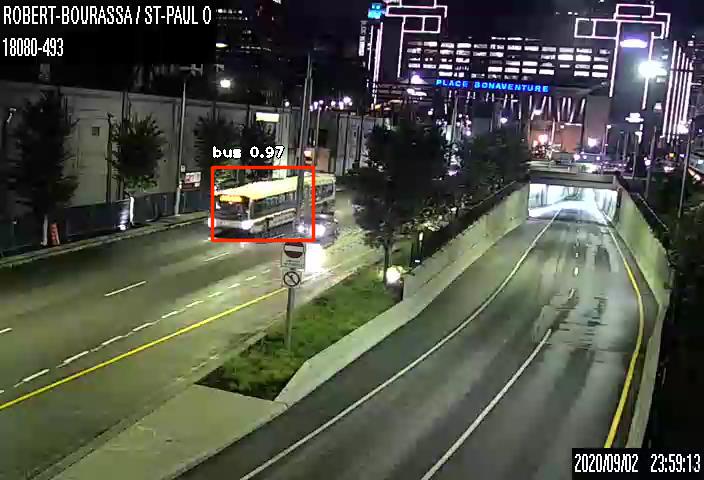 ROBERT-BOURASSA / ST-PAUL O
18080-493
PLACE BONAVENTURE
bus 0.97
2020/09/02 23:59:13